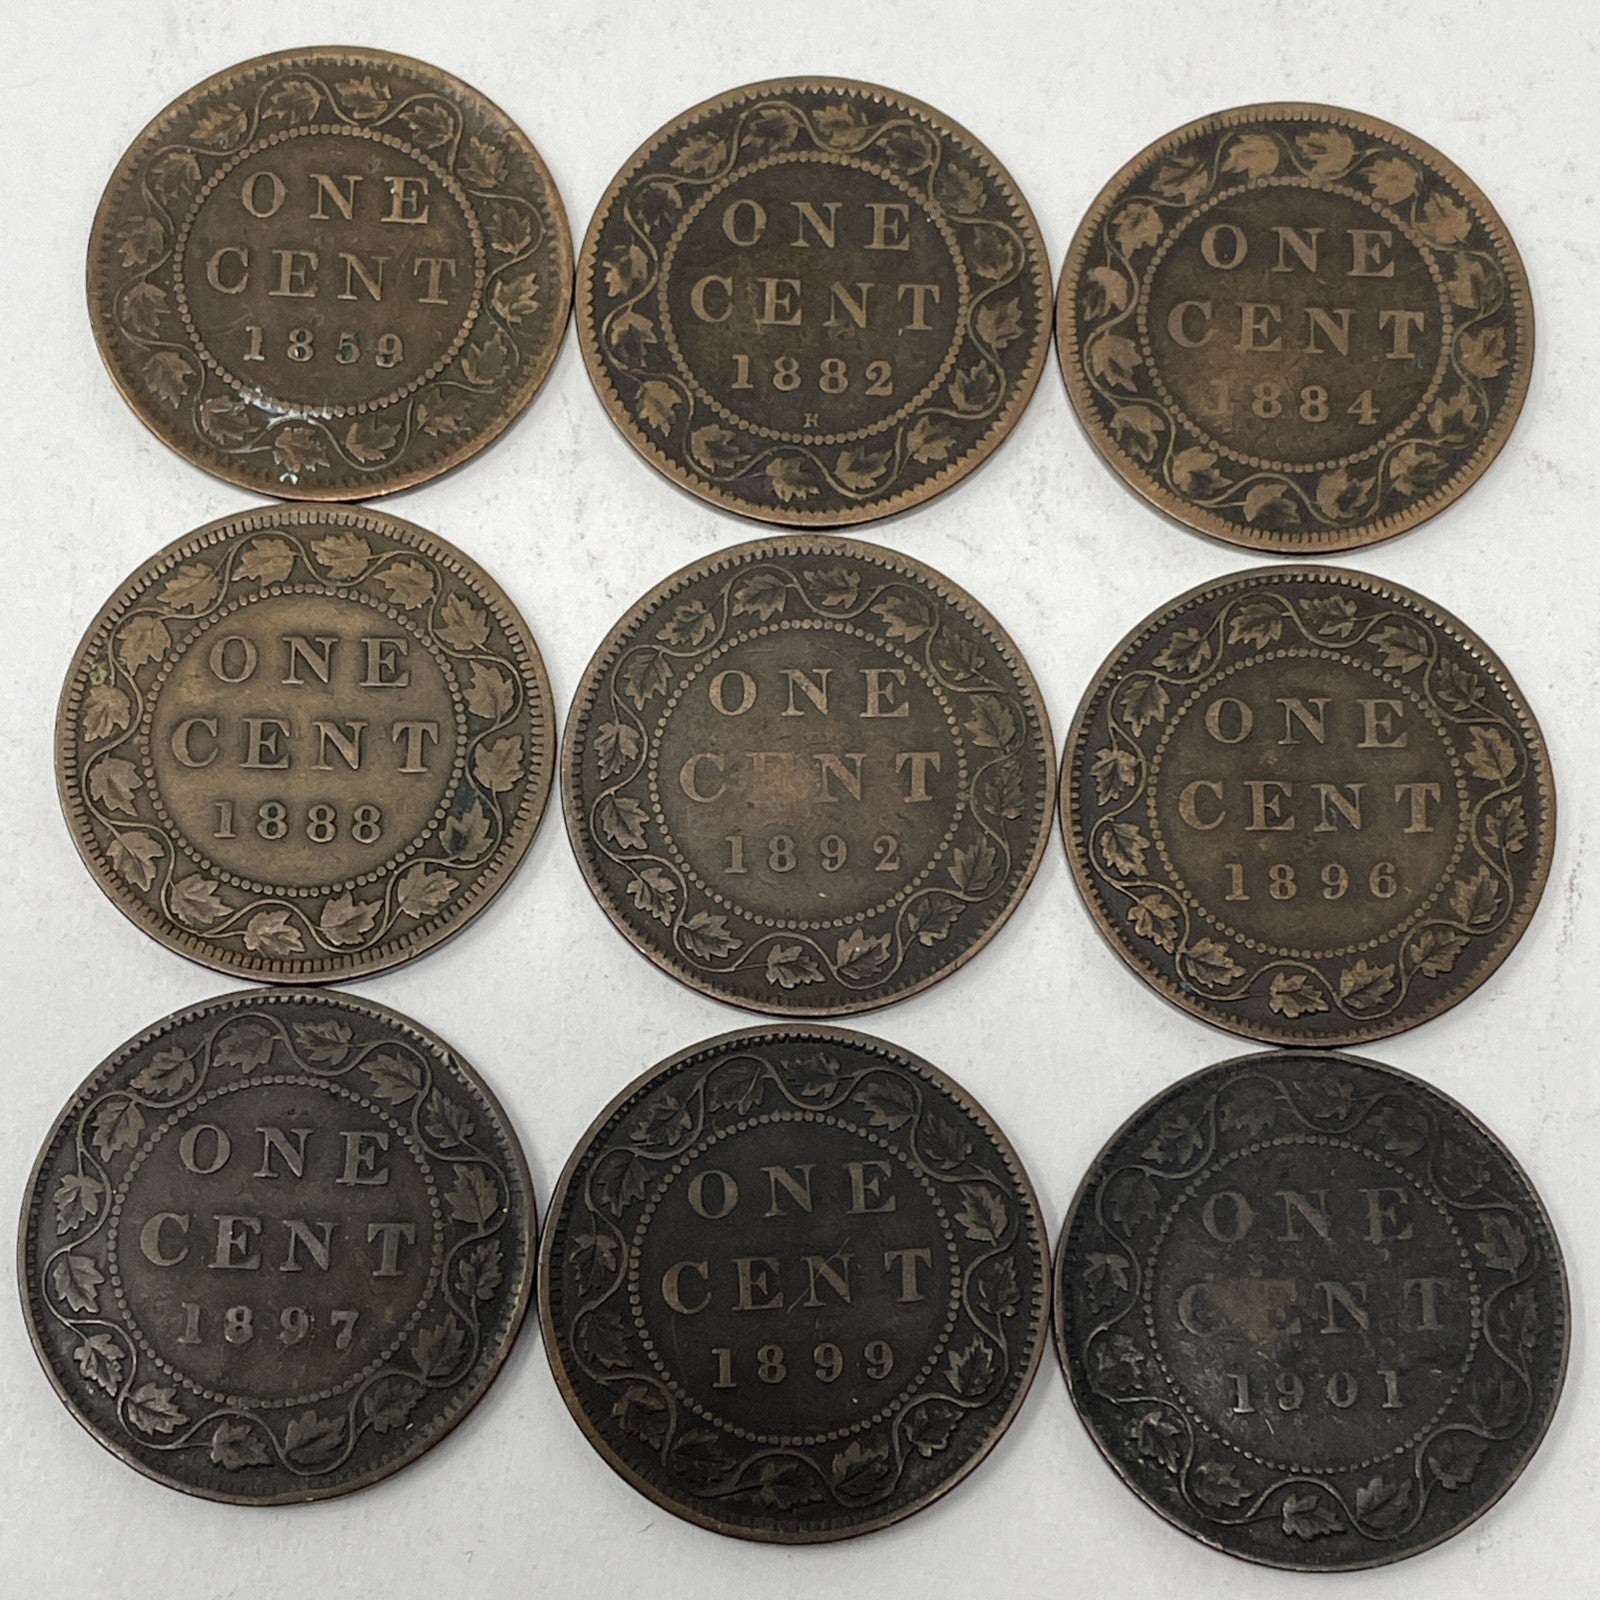 ONE
CENT
1859
ONE
CENT
1882
H
ONE
CENT
1884
ONE
CENT
1888
ONE
CENT
1892
ONE
CENT
1896
ONE
CENT
1897
ONE
CENT
1899
ONE
CENT
1901